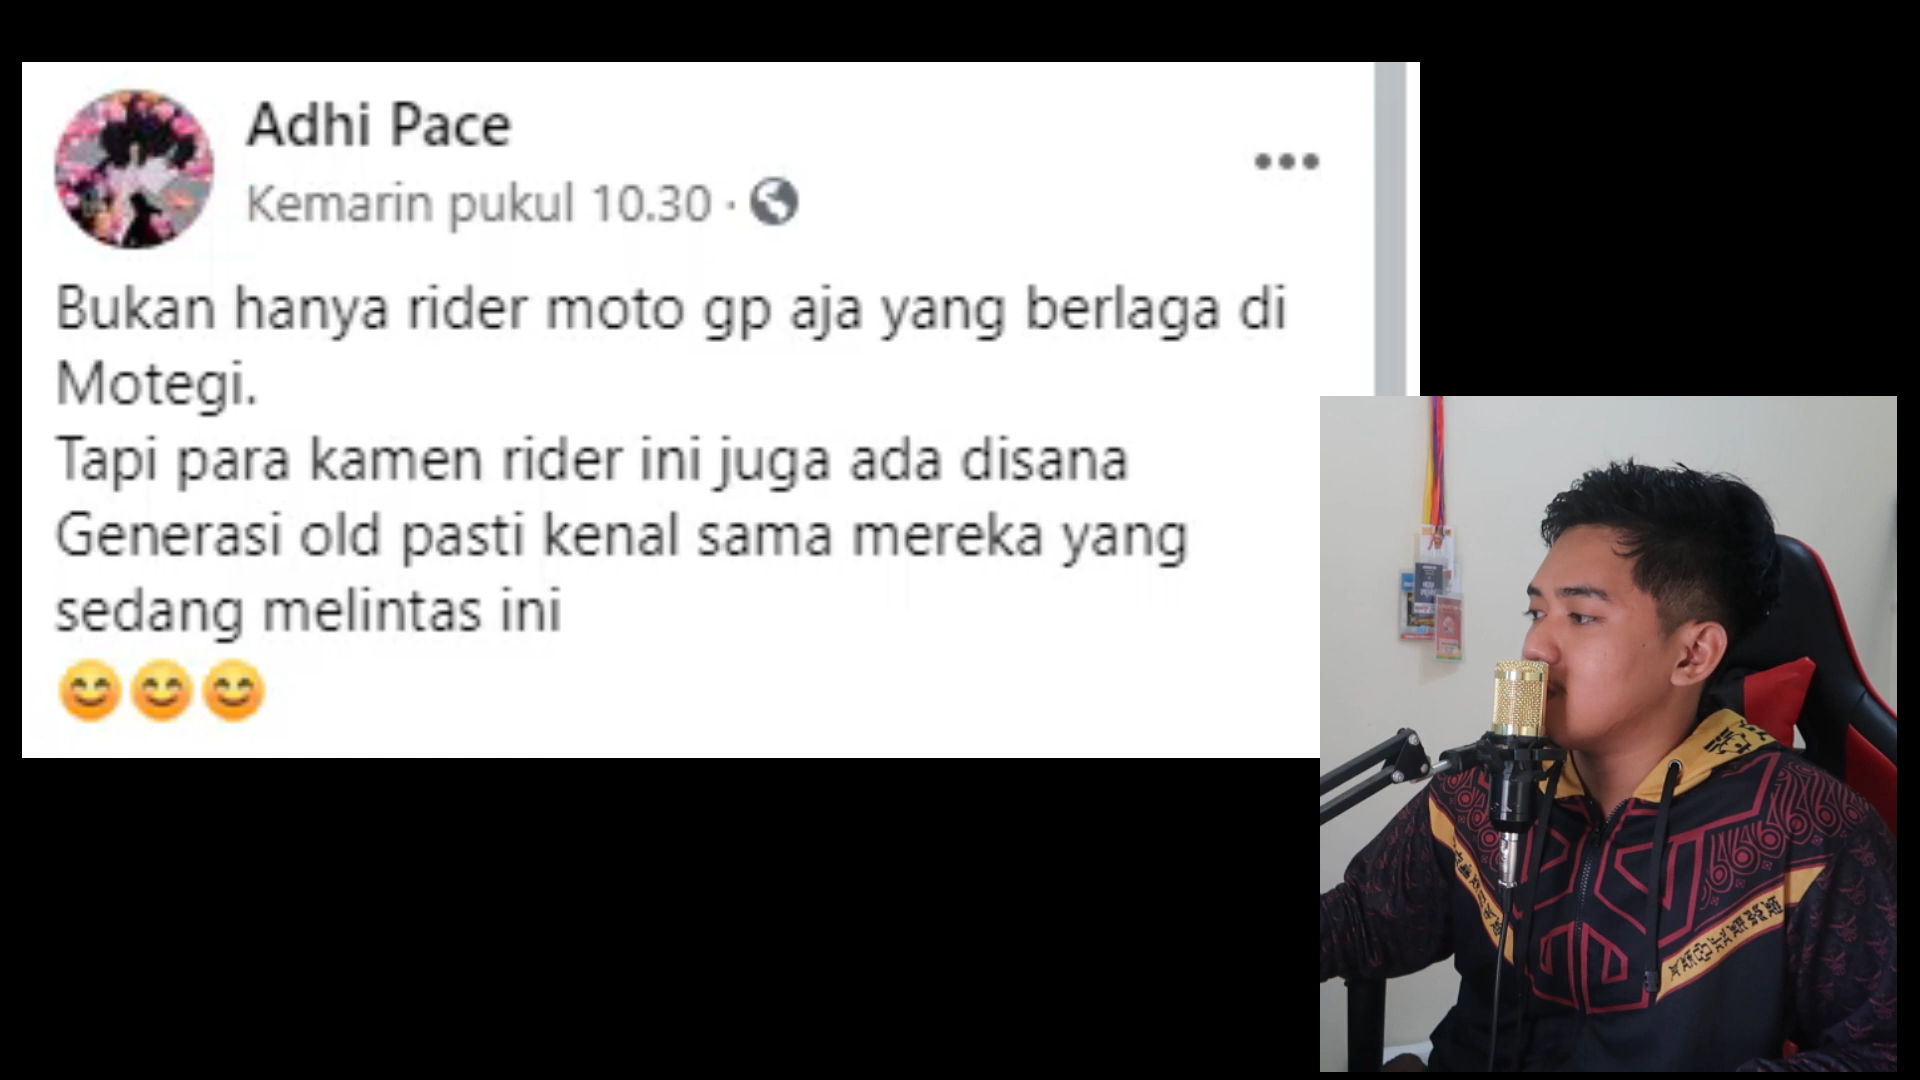 Adhi Pace
Kemarin pukul 10.30 ·
Bukan hanya rider moto gp aja yang berlaga di
Motegi.
Tapi para kamen rider ini juga ada disana
Generasi old pasti kenal sama mereka yang
sedang melintas ini
😊😊😊